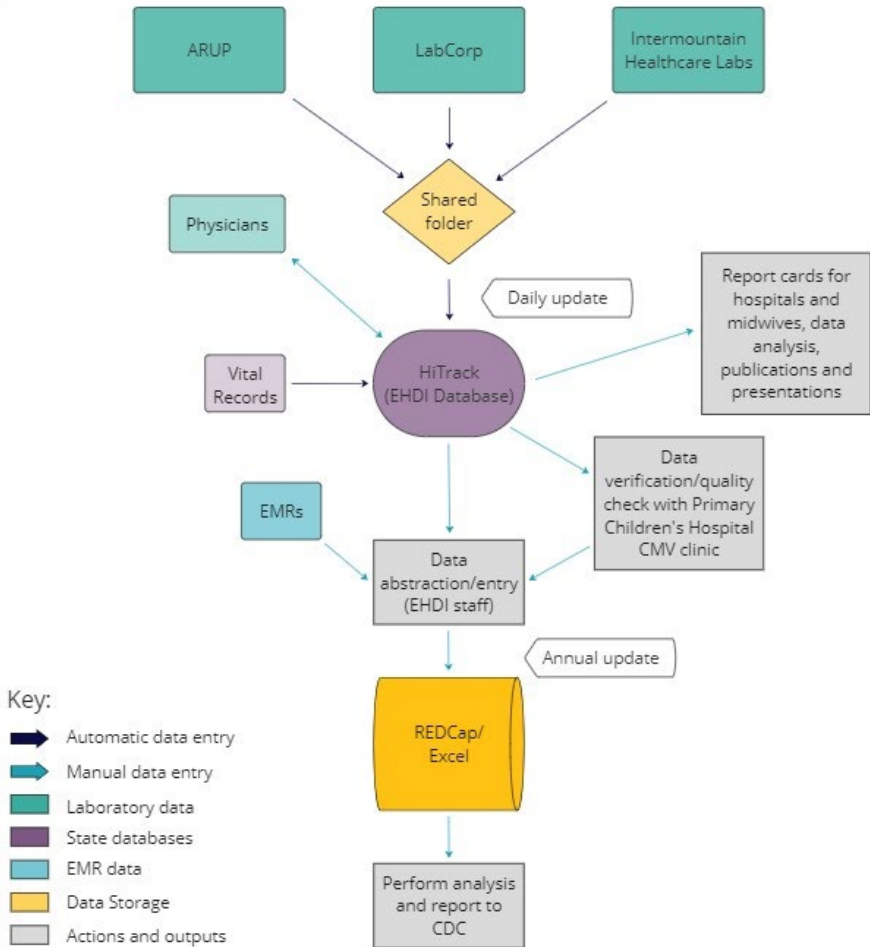 ARUP
LabCorp
Intermountain
Healthcare Labs
Shared
folder
Physicians
Daily update
Report cards for
hospitals and
midwives, data
analysis,
publications and
presentations
Vital
Records
HiTrack
(EHDI Database)
Data
verification/quality
check with Primary
Children's Hospital
CMV clinic
EMRs
Data
abstraction/entry
(EHDI staff)
Annual update
REDCap/
Excel
Perform analysis
and report to
CDC
Key:
Automatic data entry
Manual data entry
Laboratory data
State databases
EMR data
Data Storage
Actions and outputs